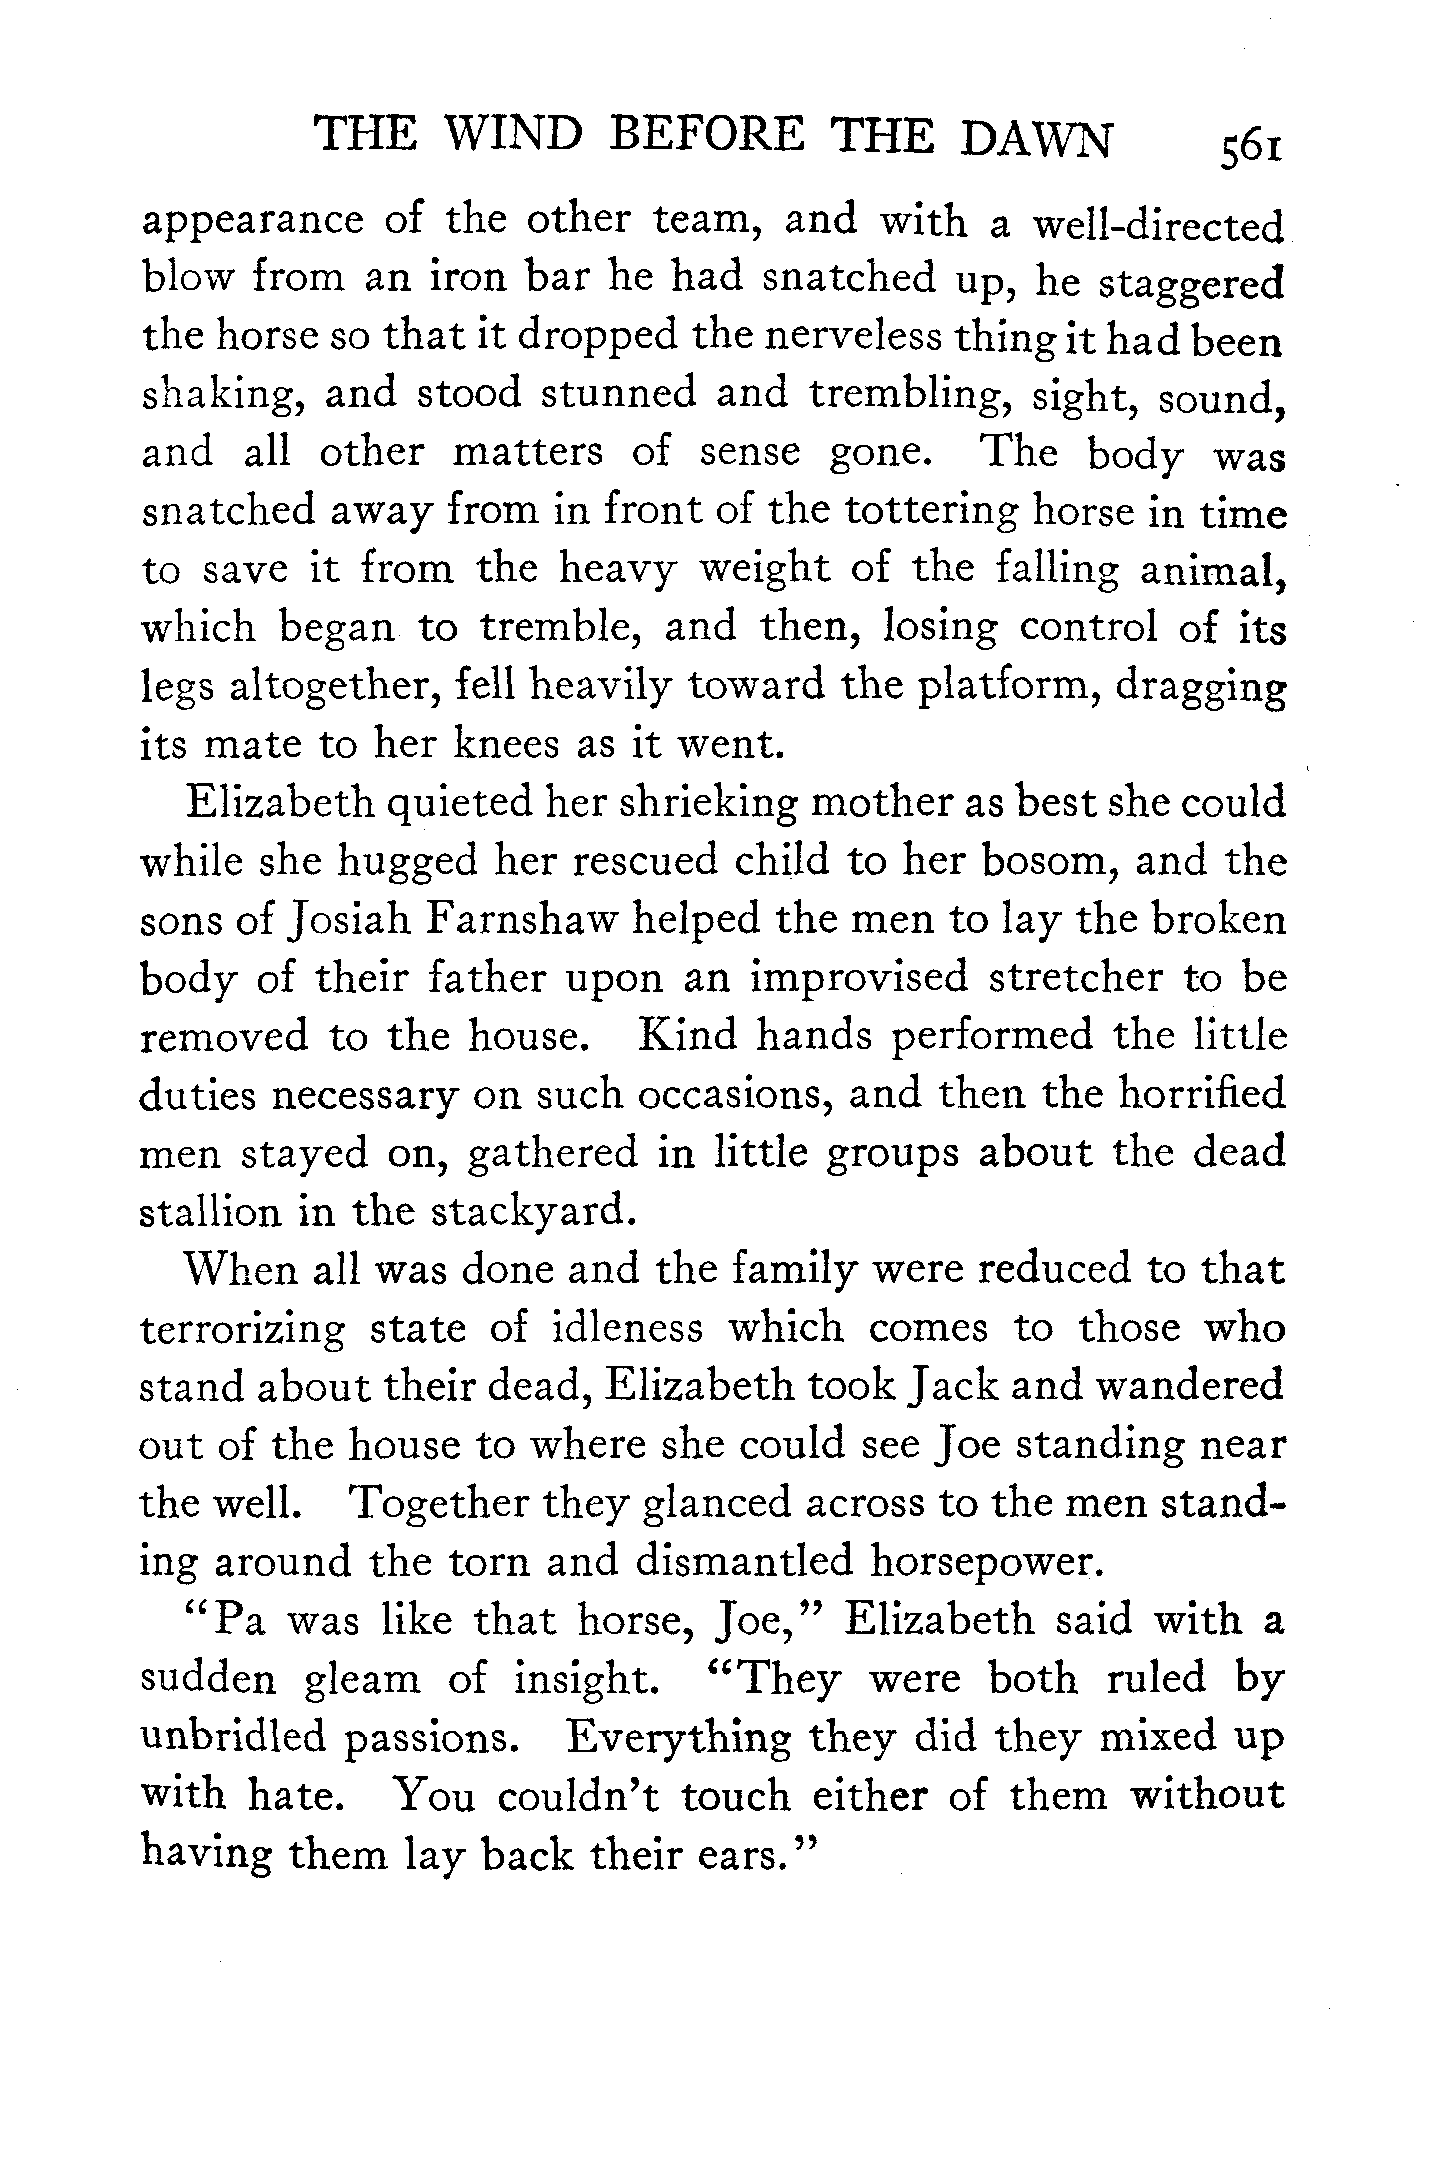 THE WIND BEFORE THE DAWN 561
appearance of the other team, and with a well-directed
blow from an iron bar he had snatched up, he staggered
the horse so that it dropped the nerveless thing it had been
shaking, and stood stunned and trembling, sight, sound,
and all other matters of sense gone. The body was
snatched away from in front of the tottering horse in time
to save it from the heavy weight of the falling animal,
which began to tremble, and then, losing control of its
legs altogether, fell heavily toward the platform, dragging
its mate to her knees as it went.
Elizabeth quieted her shrieking mother as best she could
while she hugged her rescued child to her bosom, and the
sons of Josiah Farnshaw helped the men to lay the broken
body of their father upon an improvised stretcher to be
removed to the house. Kind hands performed the little
duties necessary on such occasions, and then the horrified
men stayed on, gathered in little groups about the dead
stallion in the stackyard.
When all was done and the family were reduced to that
terrorizing state of idleness which comes to those who
stand about their dead, Elizabeth took Jack and wandered
out of the house to where she could see Joe standing near
the well. Together they glanced across to the men stand-
ing around the torn and dismantled horsepower.
“Pa was like that horse, Joe,” Elizabeth said with a
sudden gleam of insight. “They were both ruled by
unbridled passions. Everything they did they mixed up
with hate. You couldn’t touch either of them without
having them lay back their ears.”